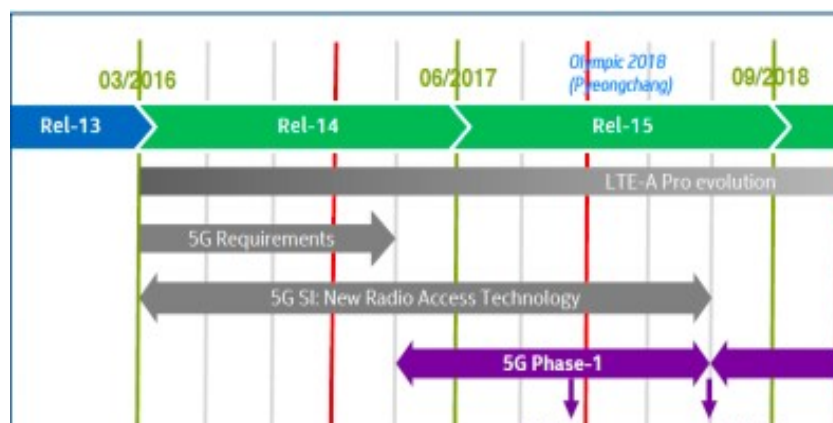 03/2016
06/2017
Olympic 2018
(Pyeongchang)
09/2018
Rel-13
Rel-14
Rel-15
LTE-A Pro evolution
5G Requirements
5G SI: New Radio Access Technology
5G Phase-1